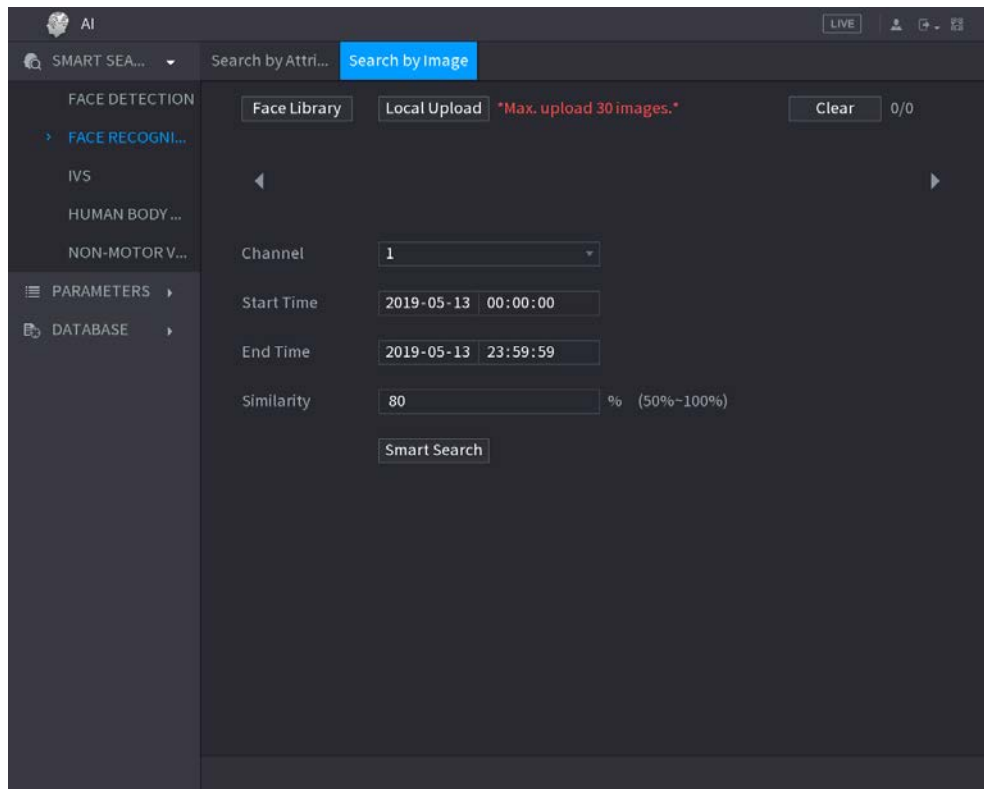 AI LIVE
SMART SEA... Search by Attri... Search by Image
FACE DETECTION
Face Library Local Upload *Max. upload 30 images.* Clear 0/0
FACE RECOGNI...
IVS
HUMAN BODY ...
NON-MOTOR V...
Channel 1
PARAMETERS
Start Time 2019-05-13 00:00:00
DATABASE
End Time 2019-05-13 23:59:59
Similarity 80 % (50%~100%)
Smart Search